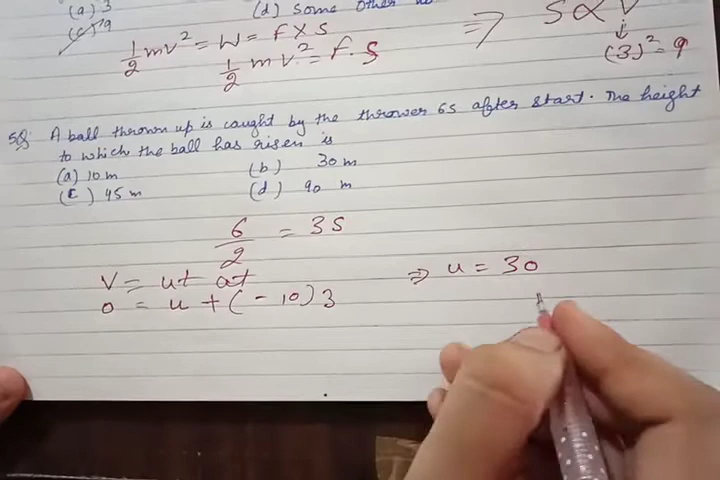 (a) 3
(d) Some other
(c) 9
1/2 mv² = W = F x S
⇒ S ∝ V
1/2 mv² = F. S
(3)² = 9
5Q A ball thrown up is caught by the thrower 6s after start. The height
to which the ball has risen is
(a) 10 m (b) 30 m
(c) 45 m (d) 90 m
6/2 = 3S
V = ut at
0 = u + (-10) 3 ⇒ u = 30